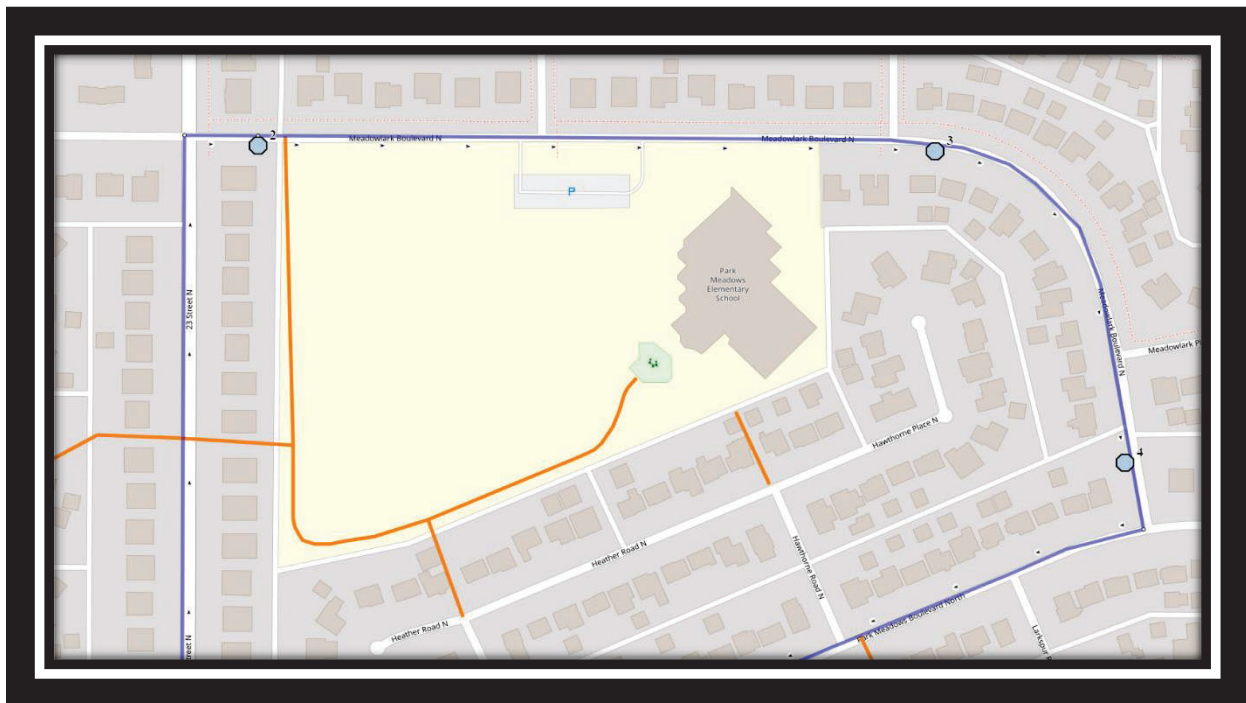 2
Meadowlark Boulevard N
Meadowlark Boulevard N
3
P
Park
Meadows
Elementary
School
23 Street N
Meadowlark Boulevard N
Meadowlark
4
Hawthorne Place N
Heather Road N
Hawthorne Road N
Heather Road N
Park Meadows Boulevard North
Larkspur
Street N